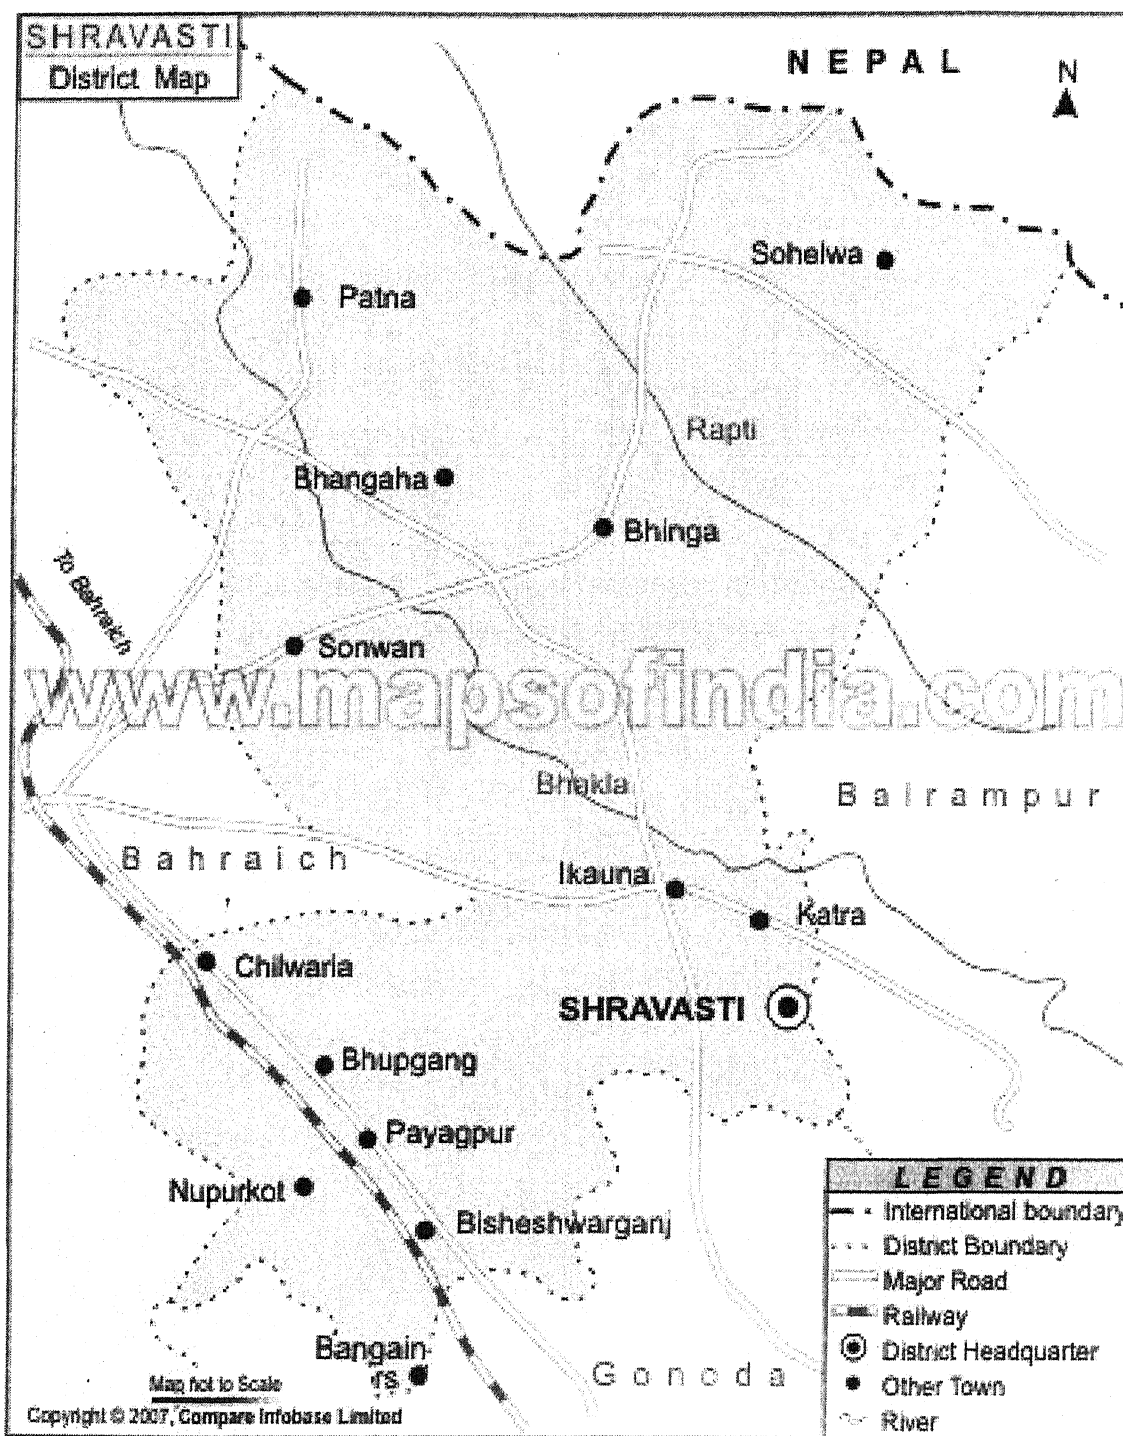 SHRAVASTI
District Map
NEPAL
N
Sohelwa
Patna
Rapti
Bhangaha
Bhinga
To Bahraich
Sonwan
www.mapsofindia.com
Bhakla
Balrampur
Bahraich
Ikauna
Katra
Chilwaria
SHRAVASTI
Bhupgang
Payagpur
Nupurkot
Bisheshwarganj
Bangain-
rs
Gonoda
LEGEND
International boundary
District Boundary
Major Road
Railway
District Headquarter
Other Town
River
Map not to Scale
Copyright © 2007, Compare Infobase Limited